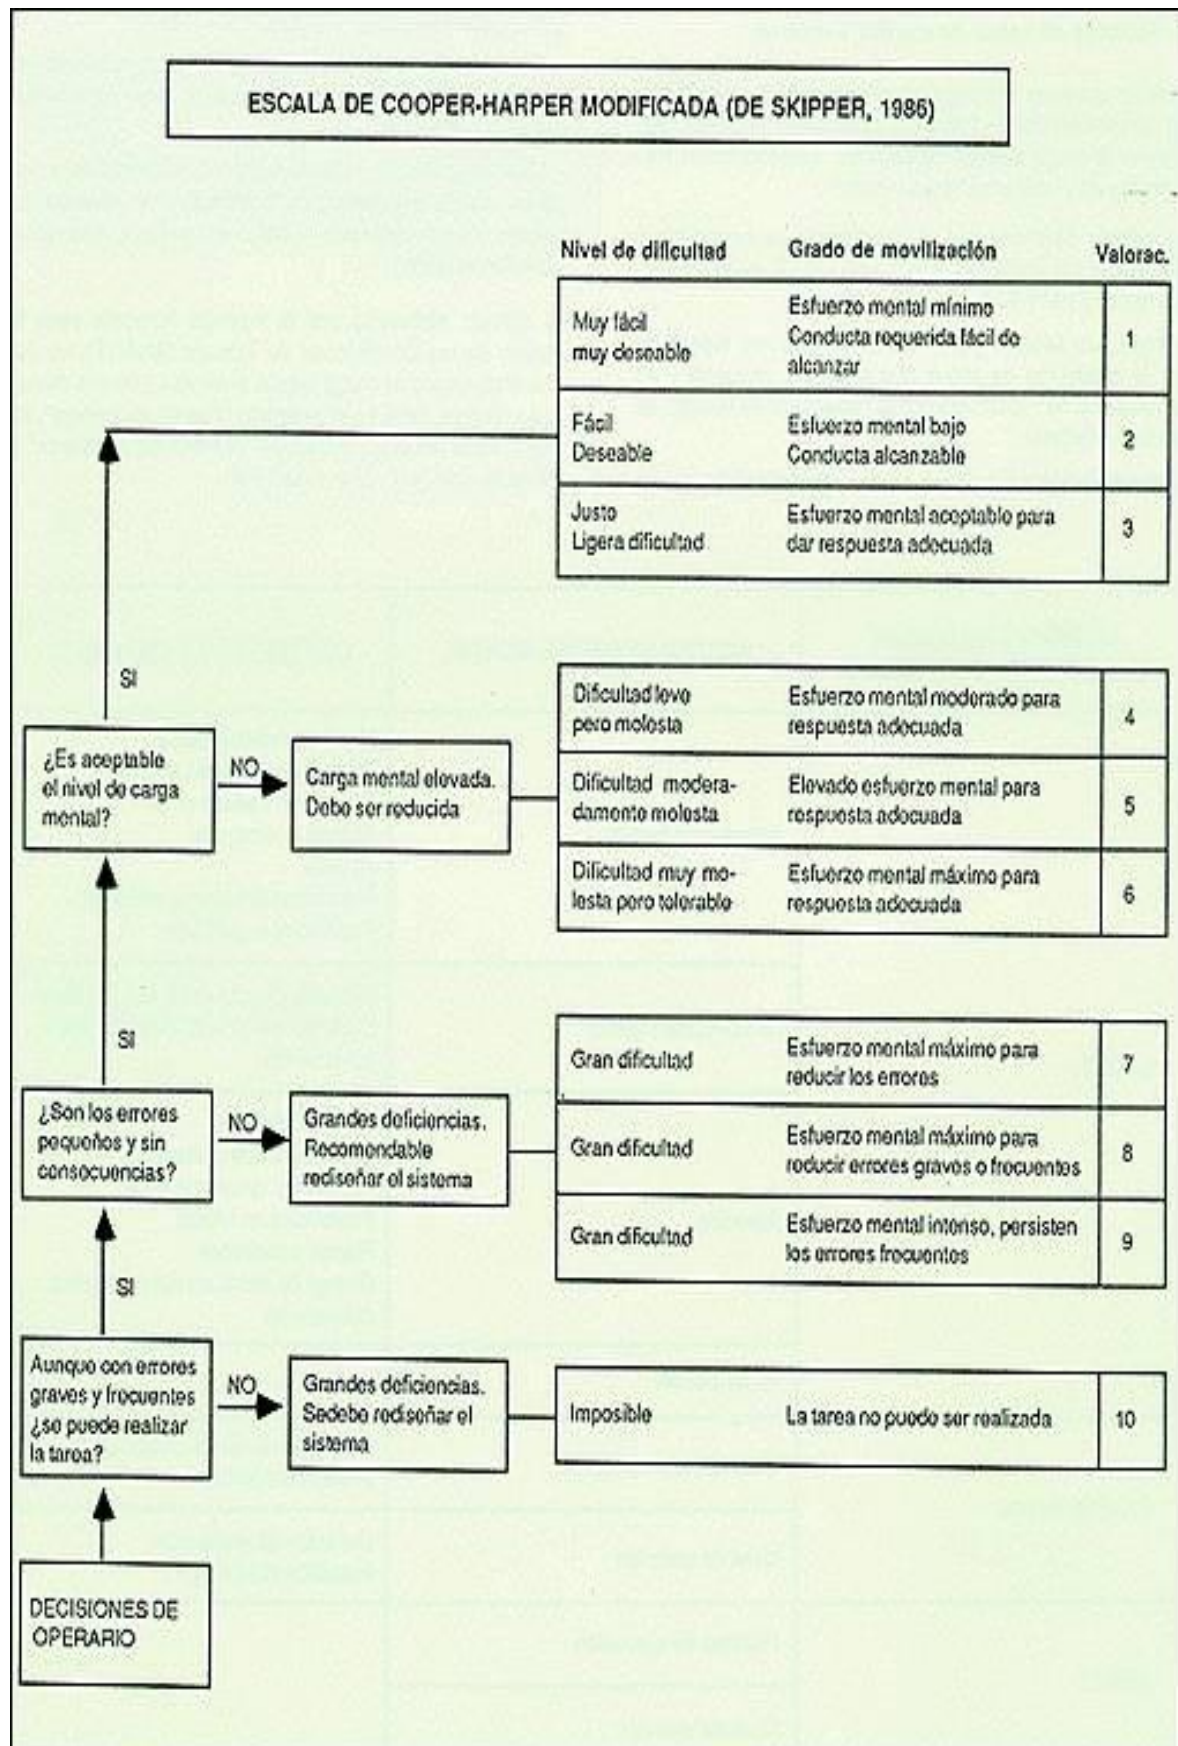 ESCALA DE COOPER-HARPER MODIFICADA (DE SKIPPER, 1986)
Nivel de dificultad Grado de movilización Valorac.
Muy fácil
muy deseable
Esfuerzo mental mínimo
Conducta requerida fácil de
alcanzar
1
Fácil
Deseable
Esfuerzo mental bajo
Conducta alcanzable
2
Justo
Ligera dificultad
Esfuerzo mental aceptable para
dar respuesta adecuada
3
SI
¿Es aceptable
el nivel de carga
mental?
NO
Carga mental elevada.
Debe ser reducida
Dificultad leve
pero molesta
Esfuerzo mental moderado para
respuesta adecuada
4
Dificultad modera-
damente molesta
Elevado esfuerzo mental para
respuesta adecuada
5
Dificultad muy mo-
lesta pero tolerable
Esfuerzo mental máximo para
respuesta adecuada
6
SI
¿Son los errores
pequeños y sin
consecuencias?
NO
Grandes deficiencias.
Recomendable
rediseñar el sistema
Gran dificultad
Esfuerzo mental máximo para
reducir los errores
7
Gran dificultad
Esfuerzo mental máximo para
reducir errores graves o frecuentes
8
Gran dificultad
Esfuerzo mental intenso, persisten
los errores frecuentes
9
SI
Aunque con errores
graves y frecuentes
¿se puede realizar
la tarea?
NO
Grandes deficiencias.
Sedebe rediseñar el
sistema
Imposible
La tarea no puede ser realizada
10
DECISIONES DE
OPERARIO